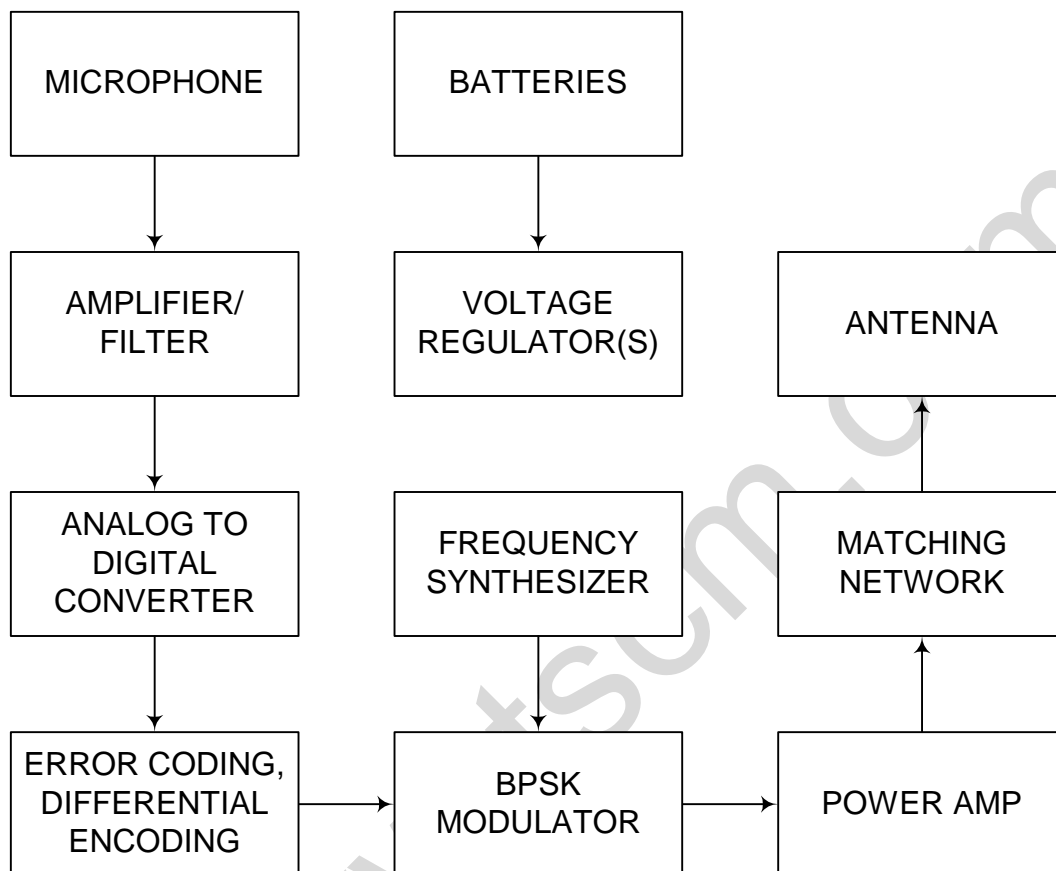 MICROPHONE
BATTERIES
AMPLIFIER/
FILTER
VOLTAGE
REGULATOR(S)
ANTENNA
ANALOG TO
DIGITAL
CONVERTER
FREQUENCY
SYNTHESIZER
MATCHING
NETWORK
ERROR CODING,
DIFFERENTIAL
ENCODING
BPSK
MODULATOR
POWER AMP